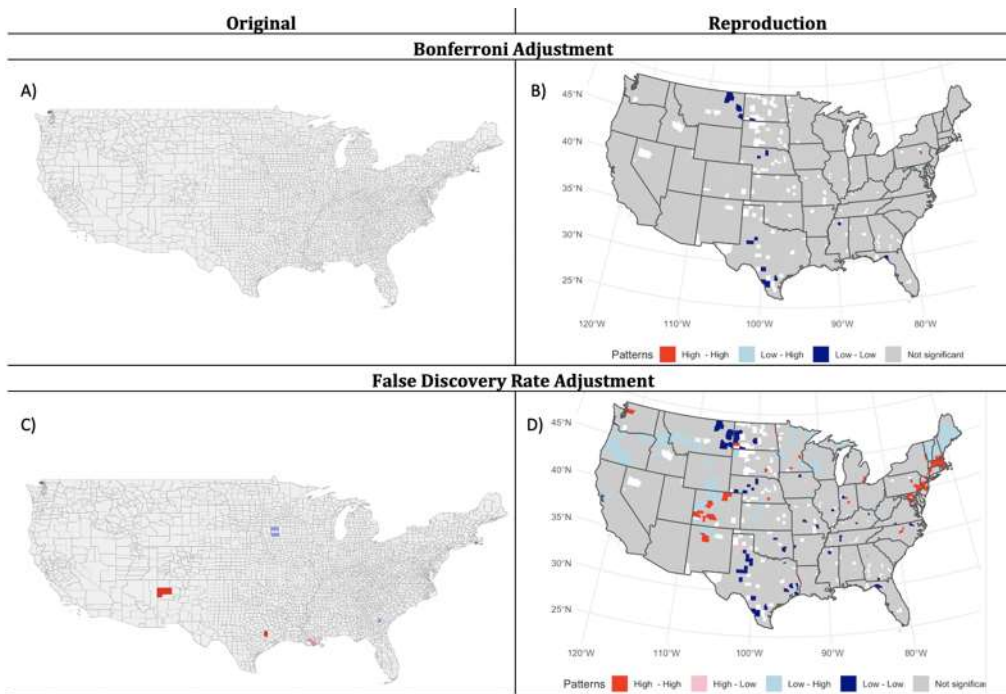 Original
Reproduction
Bonferroni Adjustment
A)
B)
45°N
40°N
35°N
30°N
25°N
120°W
110°W
100°W
90°W
80°W
Patterns
High - High
Low - High
Low - Low
Not significant
False Discovery Rate Adjustment
C)
D)
45°N
40°N
35°N
30°N
25°N
120°W
110°W
100°W
90°W
80°W
Patterns
High - High
High - Low
Low - High
Low - Low
Not significa